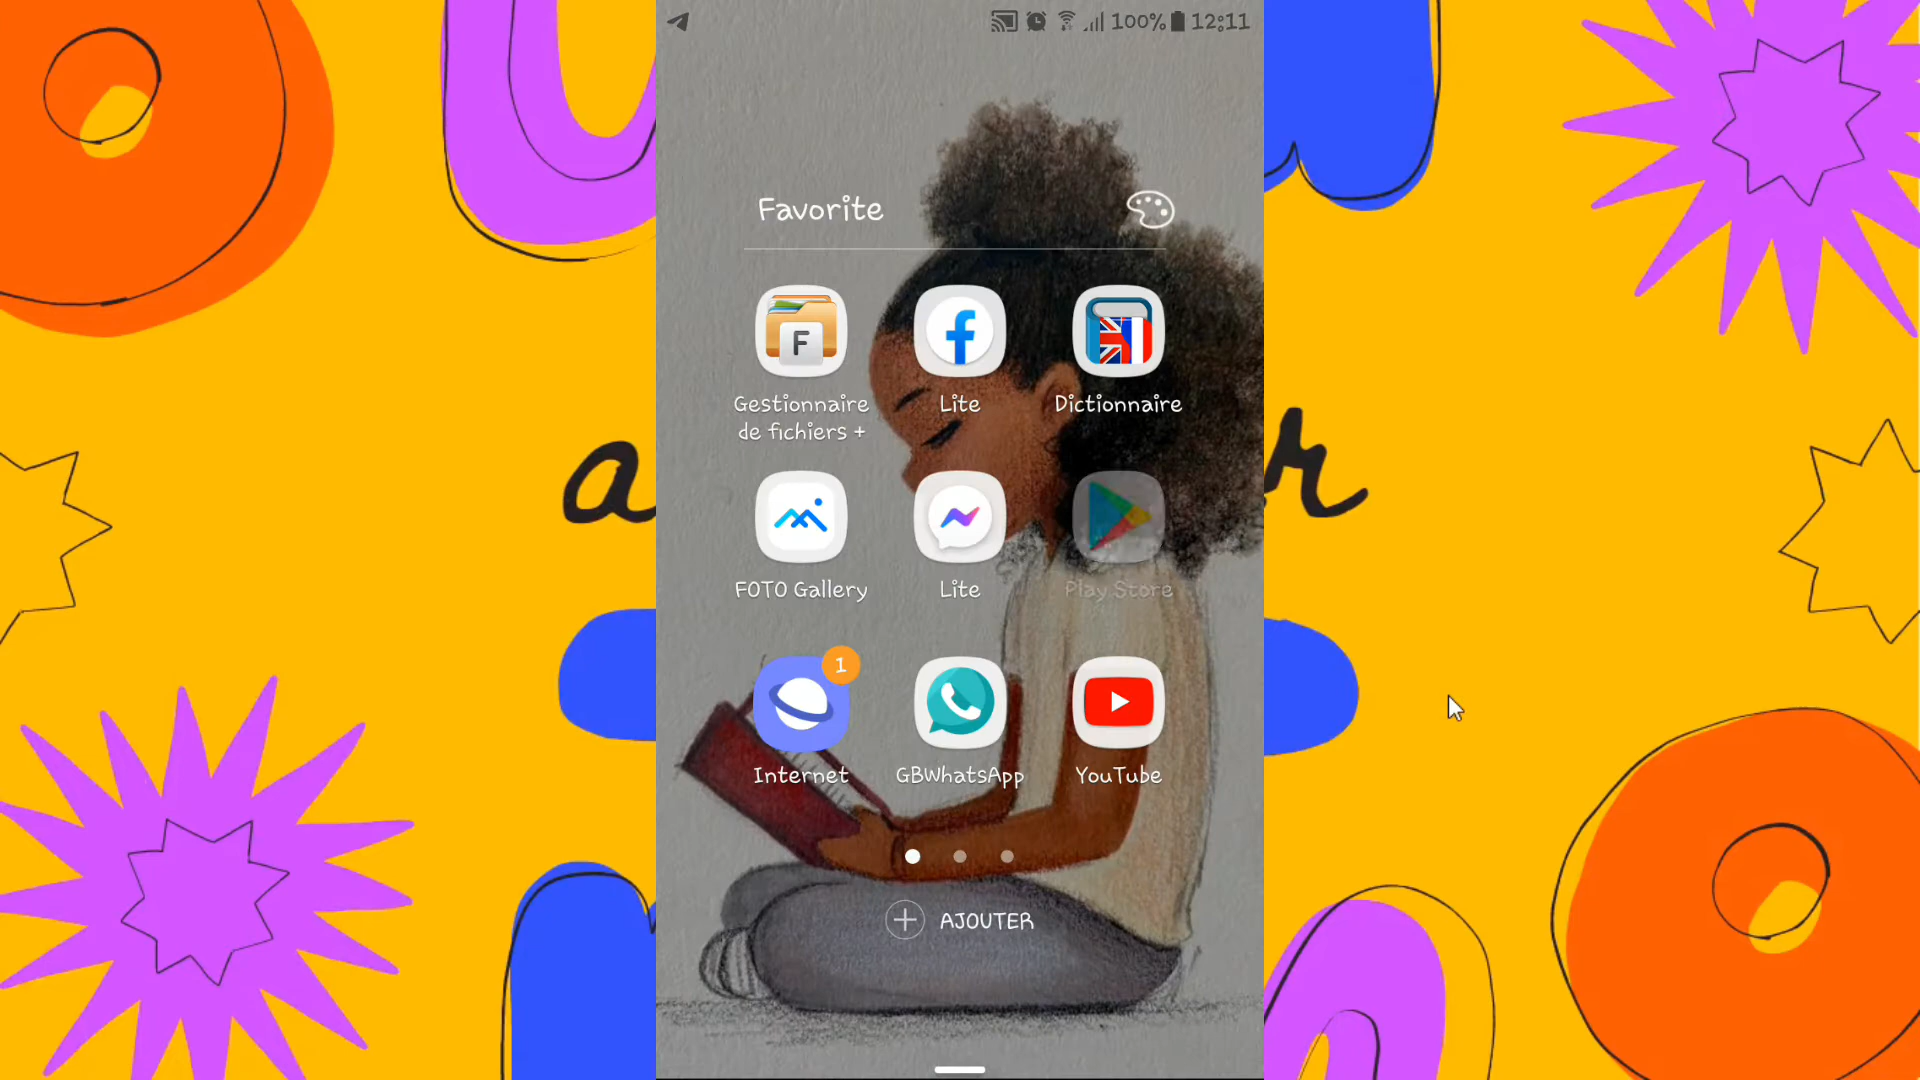 100% 12:11
Favorite
F
Gestionnaire
de fichiers +
Lite
Dictionnaire
FOTO Gallery
Lite
Play Store
1
Internet
GBWhatsApp
YouTube
AJOUTER
a
r